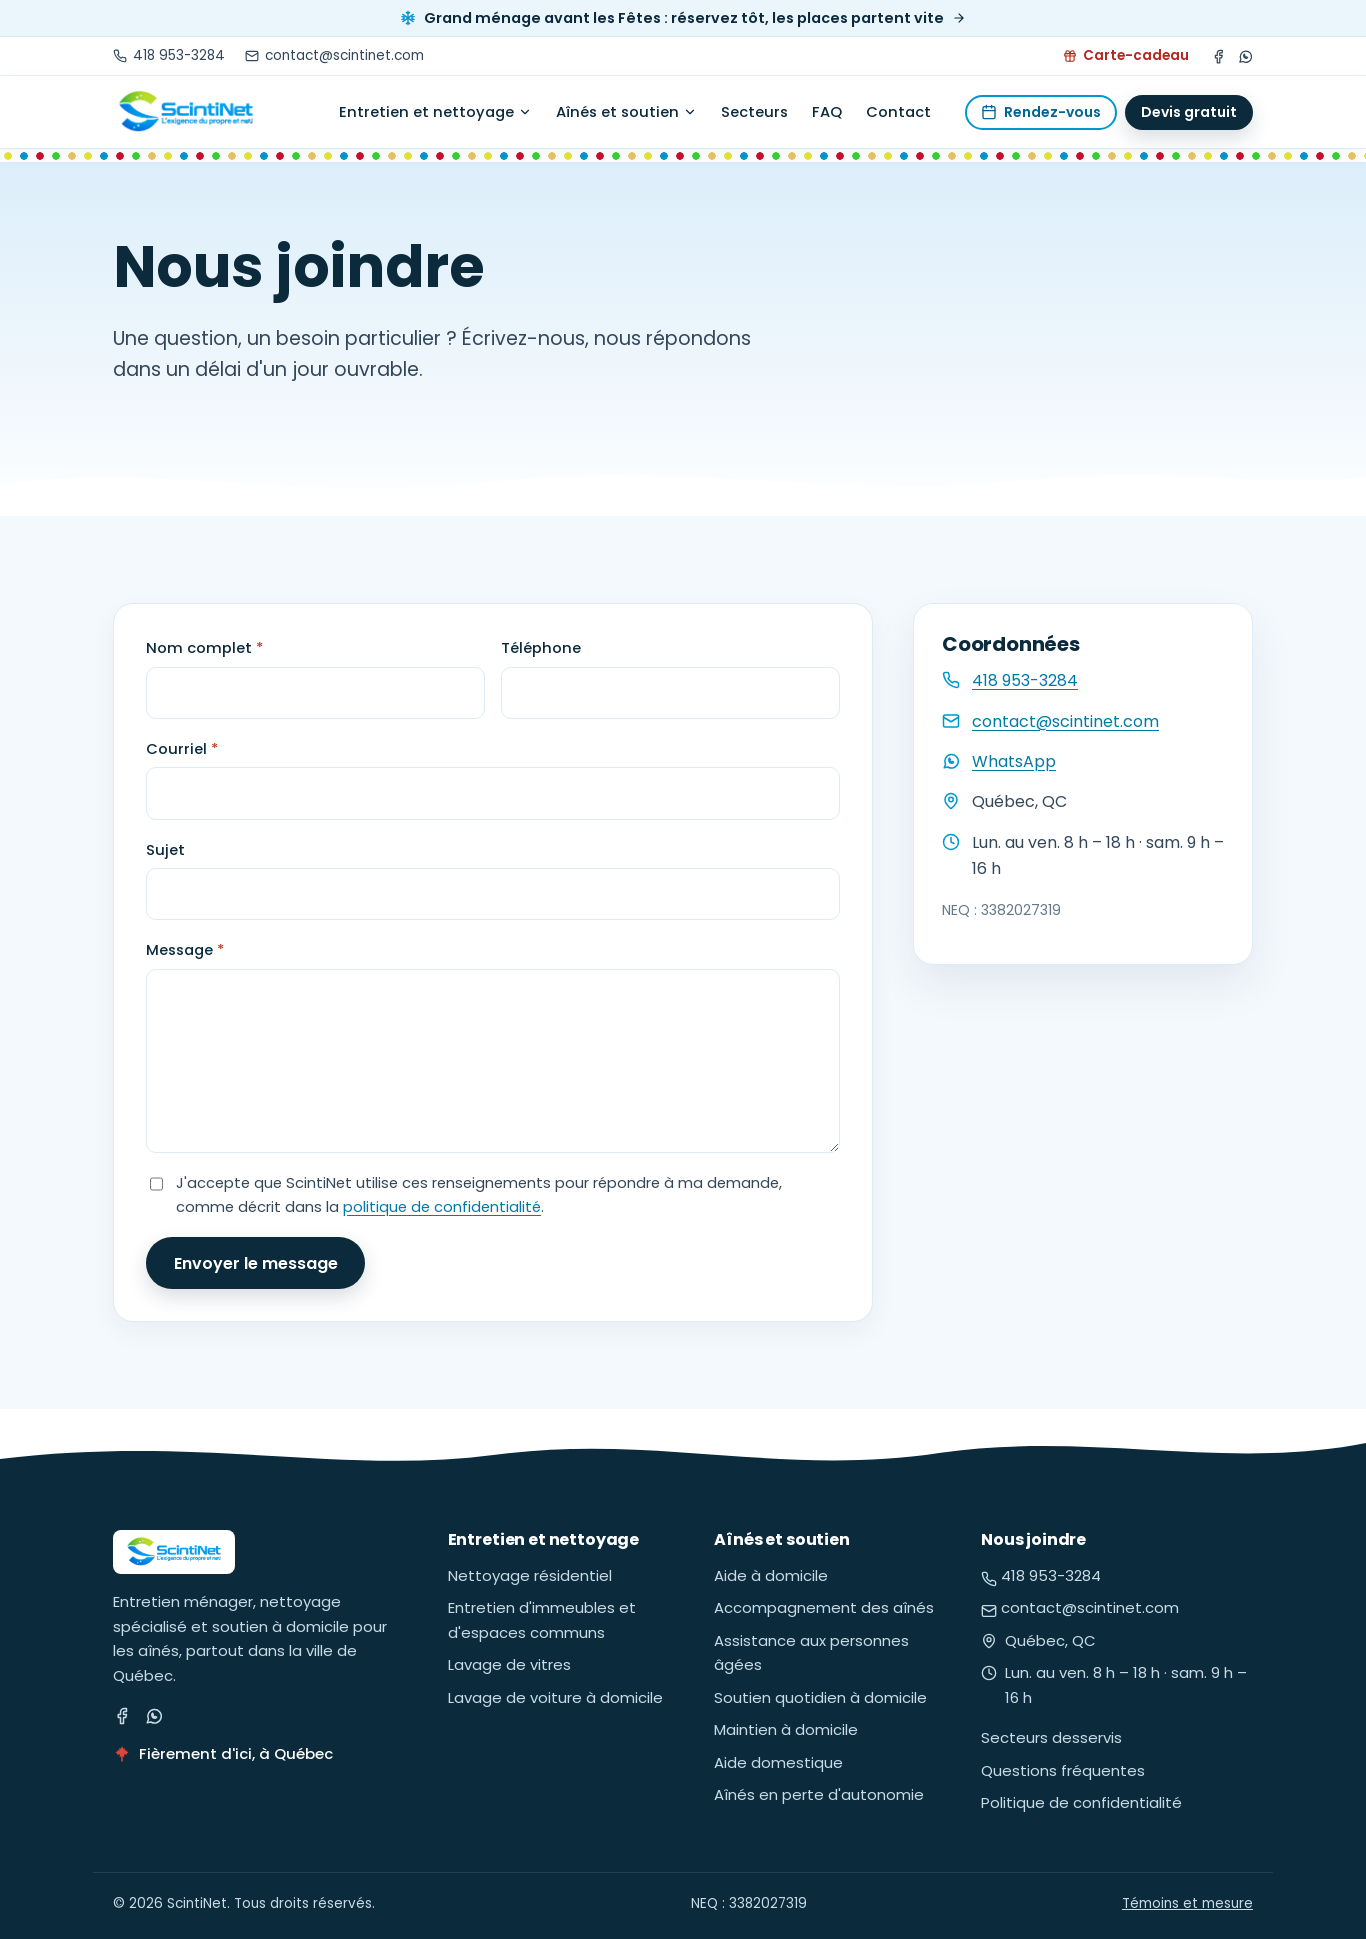 Grand ménage avant les Fêtes : réservez tôt, les places partent vite →
418 953-3284 contact@scintinet.com Carte-cadeau
ScintiNet
L'exigence du propre et net!
Entretien et nettoyage Aînés et soutien Secteurs FAQ Contact Rendez-vous Devis gratuit
Nous joindre
Une question, un besoin particulier ? Écrivez-nous, nous répondons
dans un délai d'un jour ouvrable.
Nom complet * Téléphone
Courriel *
Sujet
Message *
J'accepte que ScintiNet utilise ces renseignements pour répondre à ma demande,
comme décrit dans la politique de confidentialité.
Envoyer le message
Coordonnées
418 953-3284
contact@scintinet.com
WhatsApp
Québec, QC
Lun. au ven. 8 h – 18 h · sam. 9 h –
16 h
NEQ : 3382027319
ScintiNet
L'exigence du propre et net!
Entretien ménager, nettoyage
spécialisé et soutien à domicile pour
les aînés, partout dans la ville de
Québec.
Fièrement d'ici, à Québec
Entretien et nettoyage
Nettoyage résidentiel
Entretien d'immeubles et
d'espaces communs
Lavage de vitres
Lavage de voiture à domicile
Aînés et soutien
Aide à domicile
Accompagnement des aînés
Assistance aux personnes
âgées
Soutien quotidien à domicile
Maintien à domicile
Aide domestique
Aînés en perte d'autonomie
Nous joindre
418 953-3284
contact@scintinet.com
Québec, QC
Lun. au ven. 8 h – 18 h · sam. 9 h –
16 h
Secteurs desservis
Questions fréquentes
Politique de confidentialité
© 2026 ScintiNet. Tous droits réservés. NEQ : 3382027319 Témoins et mesure